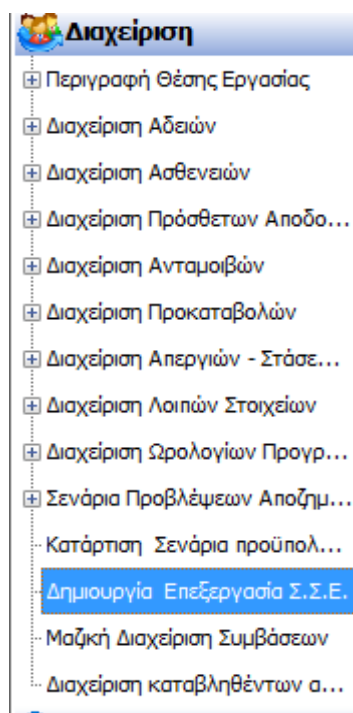 Διαχείριση
Περιγραφή Θέσης Εργασίας
Διαχείριση Αδειών
Διαχείριση Ασθενειών
Διαχείριση Πρόσθετων Αποδο...
Διαχείριση Ανταμοιβών
Διαχείριση Προκαταβολών
Διαχείριση Απεργιών - Στάσε...
Διαχείριση Λοιπών Στοιχείων
Διαχείριση Ωρολογίων Προγρ...
Σενάρια Προβλέψεων Αποζημ...
Κατάρτιση Σενάρια προϋπολ...
Δημιουργία Επεξεργασία Σ.Σ.Ε.
Μαζική Διαχείριση Συμβάσεων
Διαχείριση καταβληθέντων α...